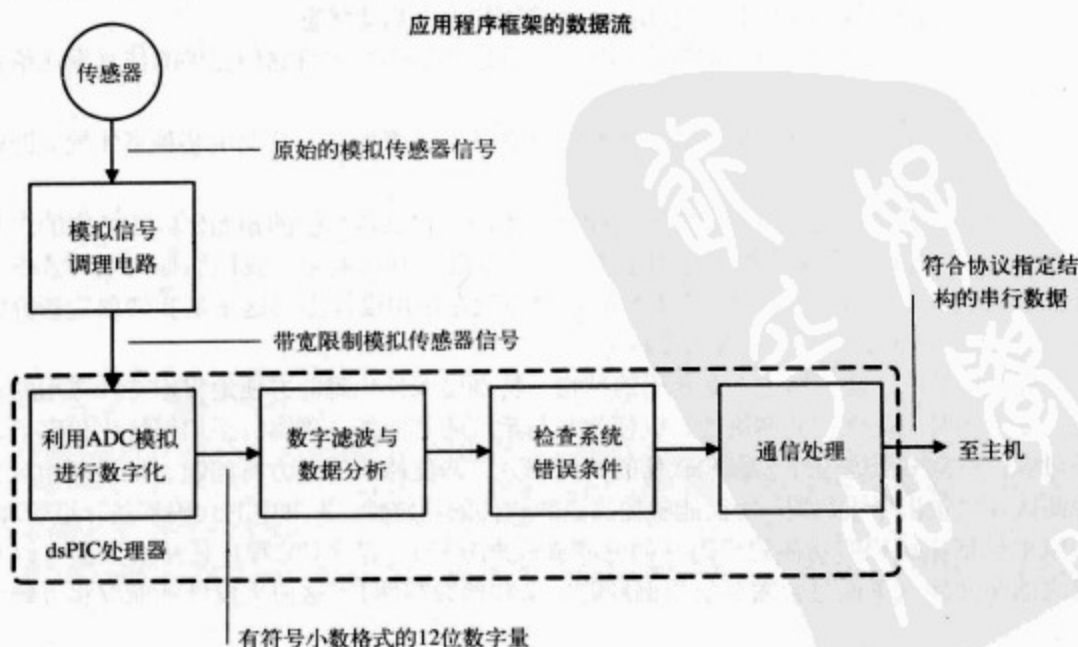 应用程序框架的数据流
传感器
原始的模拟传感器信号
模拟信号
调理电路
符合协议指定结
构的串行数据
带宽限制模拟传感器信号
利用ADC模拟
进行数字化
数字滤波与
数据分析
检查系统
错误条件
通信处理
至主机
dsPIC处理器
有符号小数格式的12位数字量